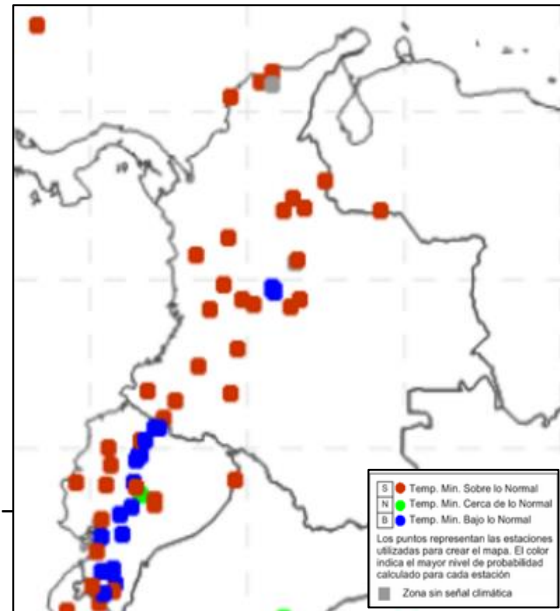 S Temp. Min. Sobre lo Normal
N Temp. Min. Cerca de lo Normal
B Temp. Min. Bajo lo Normal
Los puntos representan las estaciones
utilizadas para crear el mapa. El color
indica el mayor nivel de probabilidad
calculado para cada estación
Zona sin señal climática